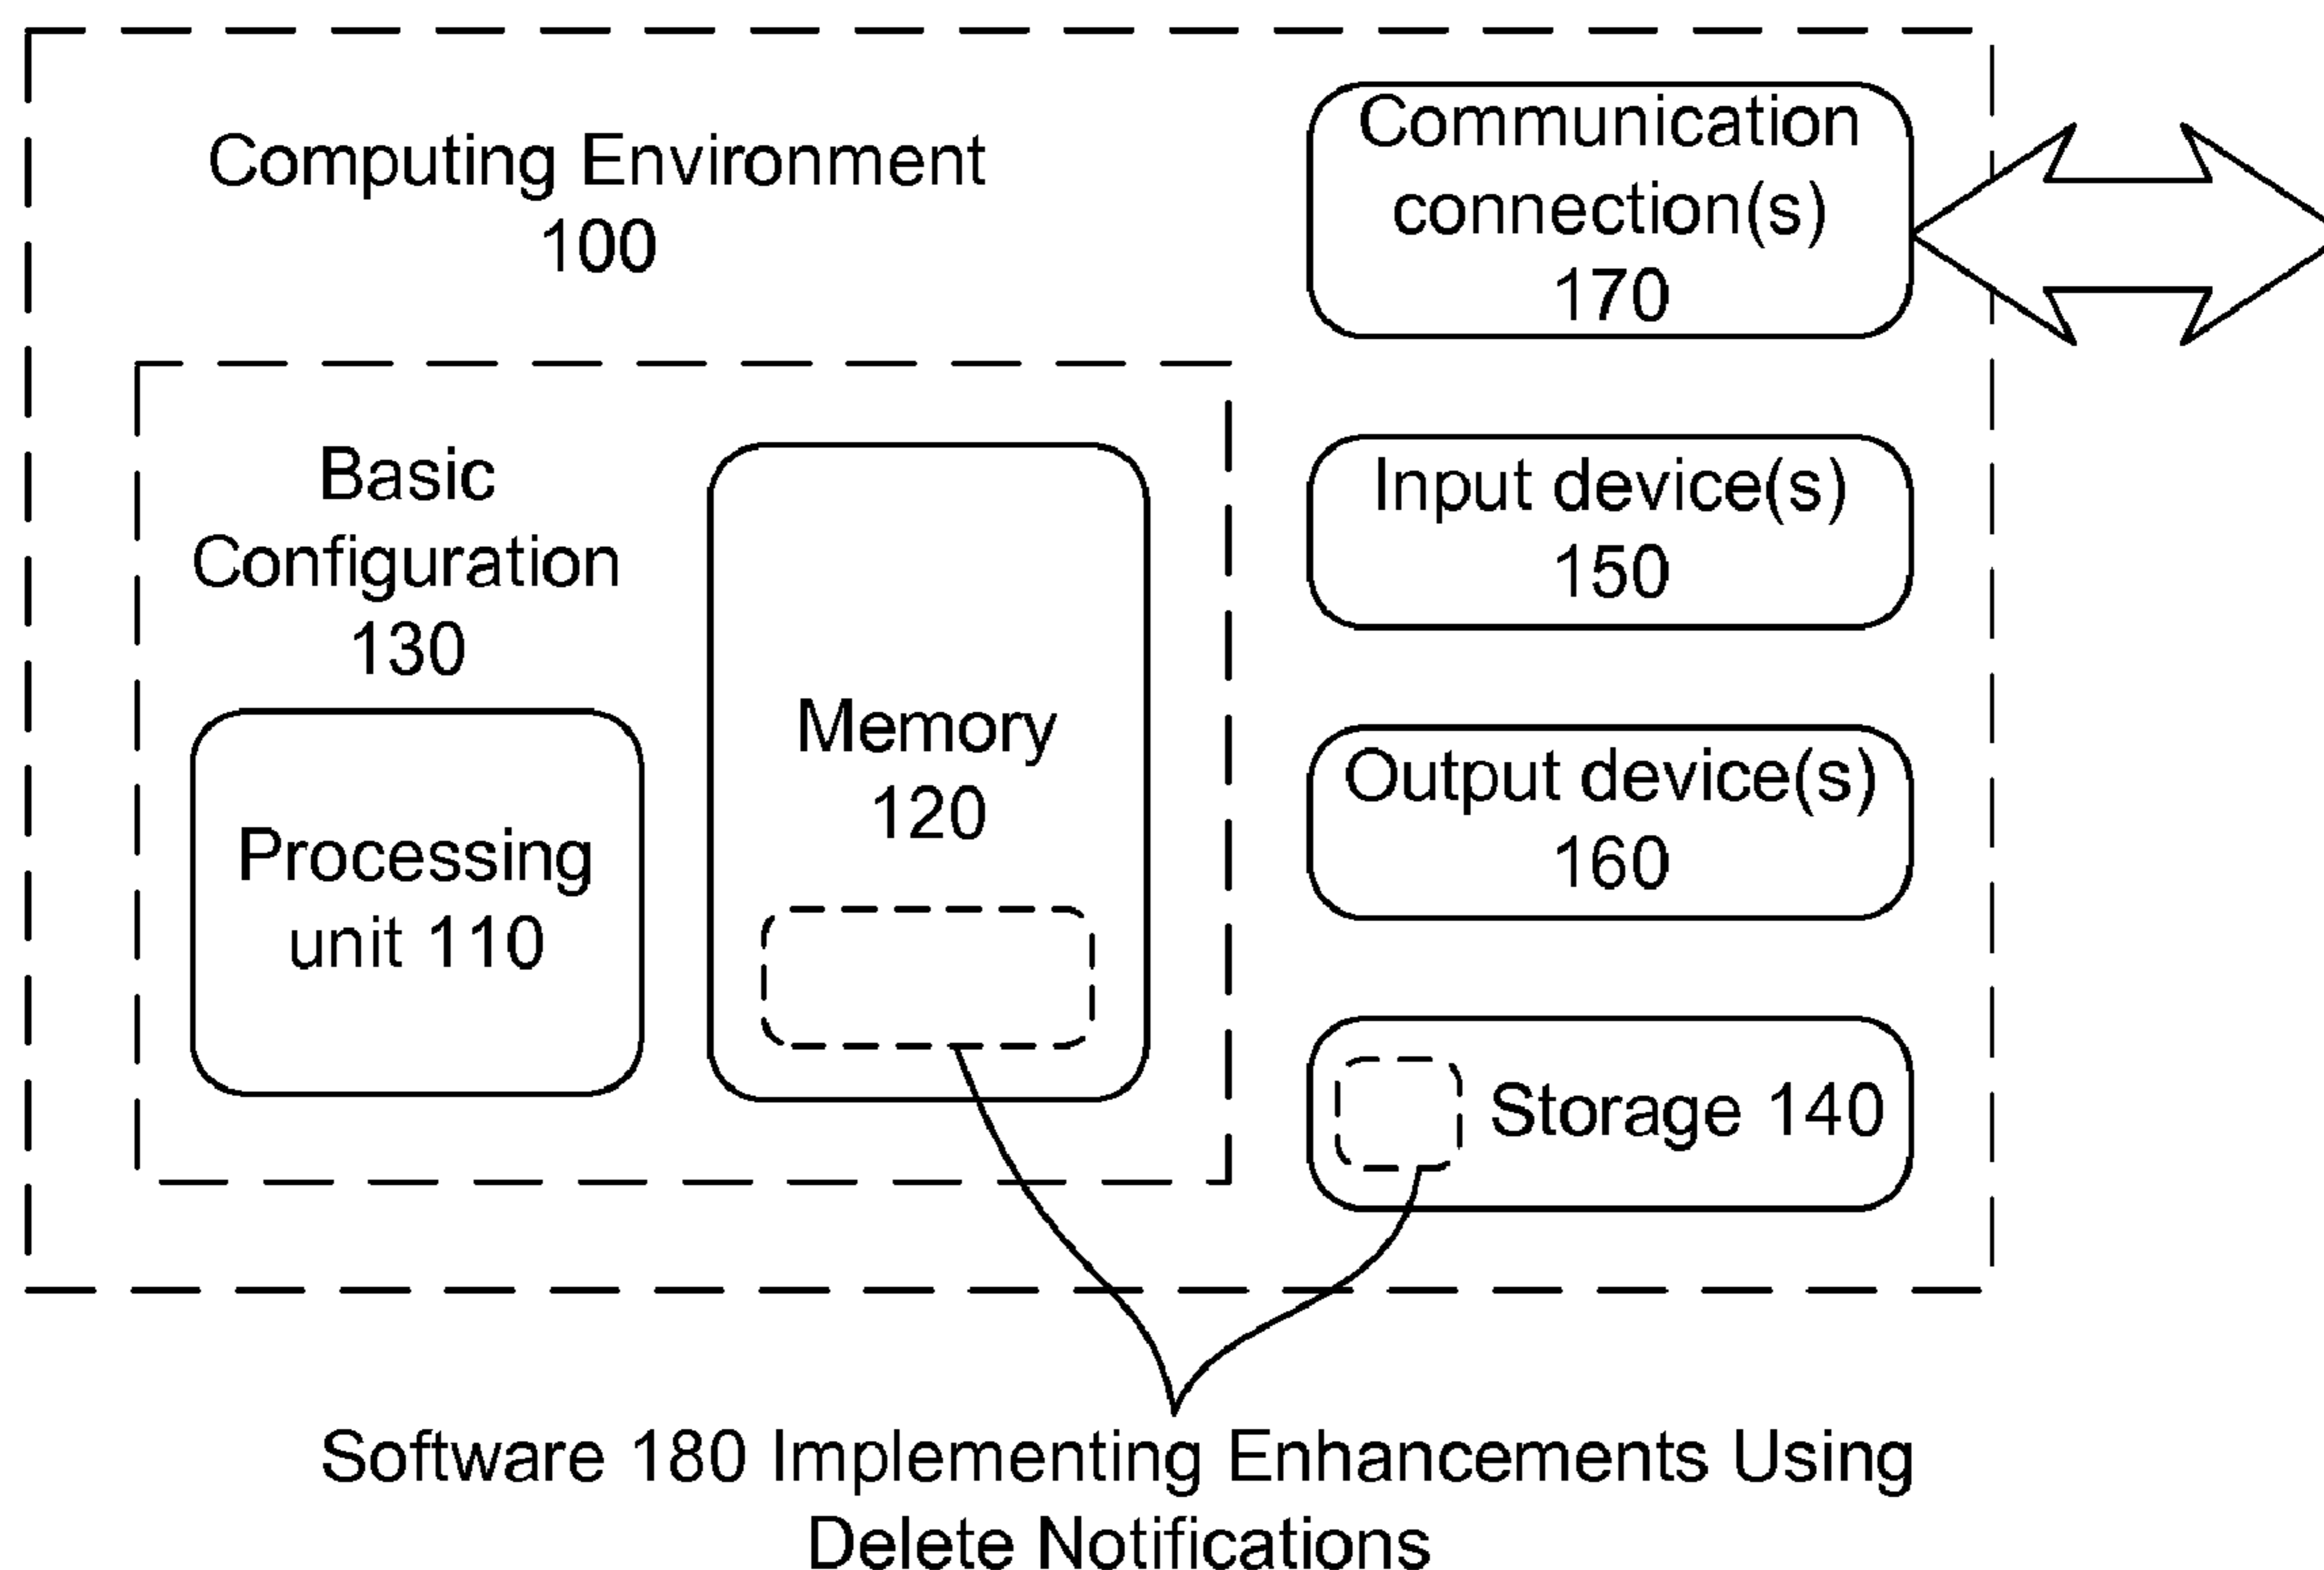 Computing Environment
100
Communication
connection(s)
170
Basic
Configuration
130
Processing
unit 110
Memory
120
Input device(s)
150
Output device(s)
160
Storage 140
Software 180 Implementing Enhancements Using
Delete Notifications